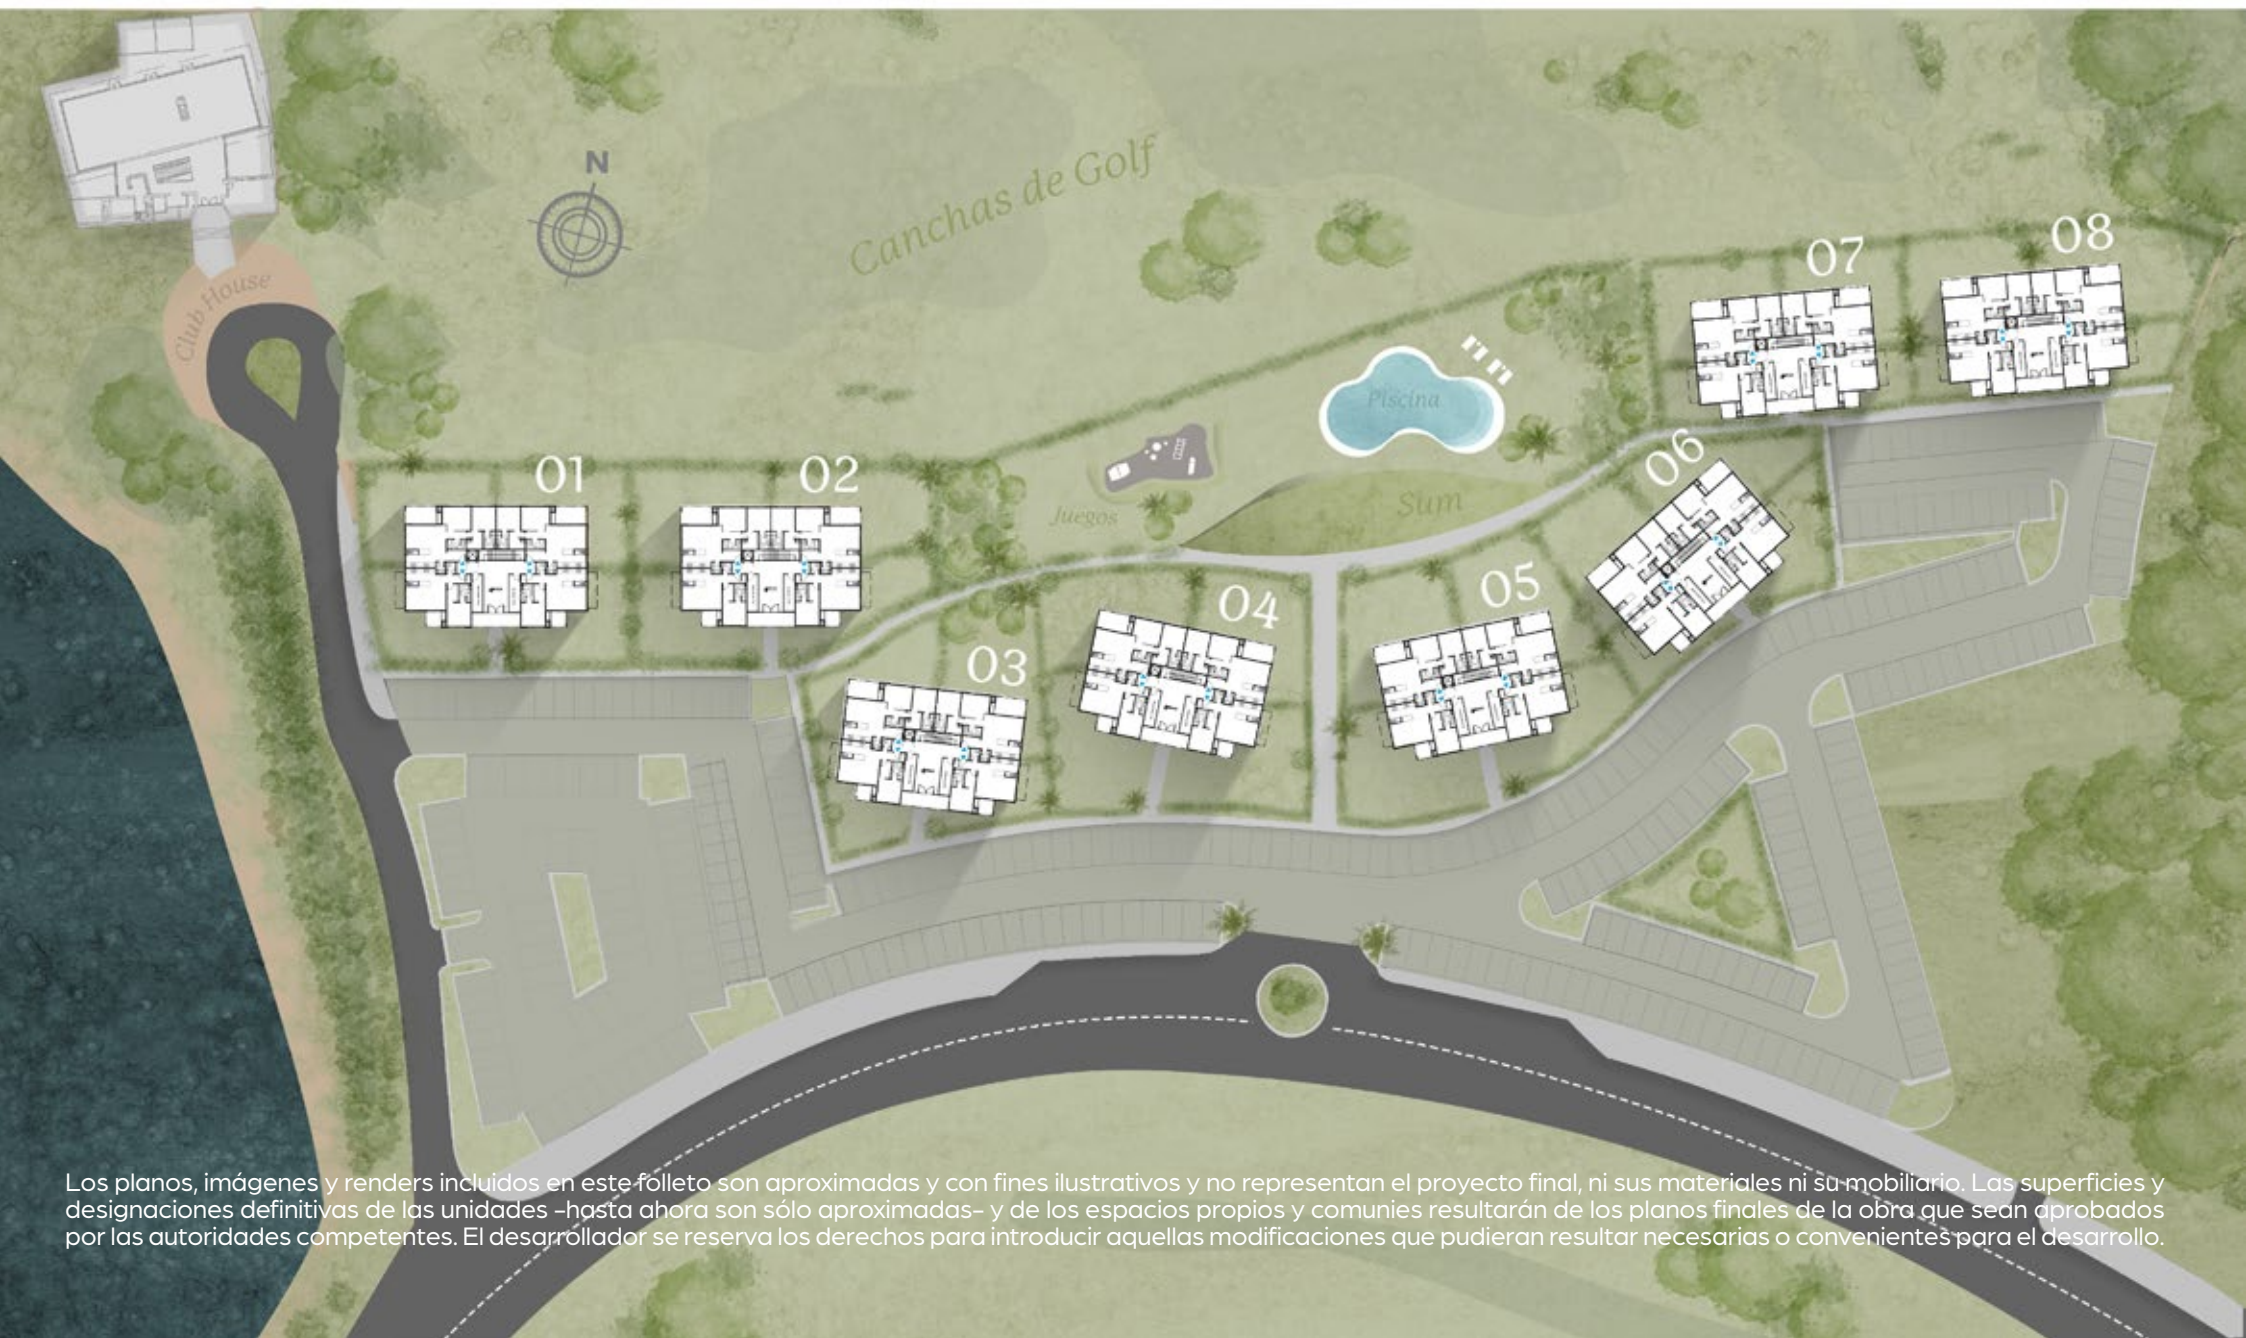 N
Canchas de Golf
Club House
07
08
Piscina
06
01
02
Sum
Juegos
05
04
03
Los planos, imágenes y renders incluidos en este folleto son aproximadas y con fines ilustrativos y no representan el proyecto final, ni sus materiales ni su mobiliario. Las superficies y
designaciones definitivas de las unidades -hasta ahora son sólo aproximadas- y de los espacios propios y comunies resultarán de los planos finales de la obra que sean aprobados
por las autoridades competentes. El desarrollador se reserva los derechos para introducir aquellas modificaciones que pudieran resultar necesarias o convenientes para el desarrollo.